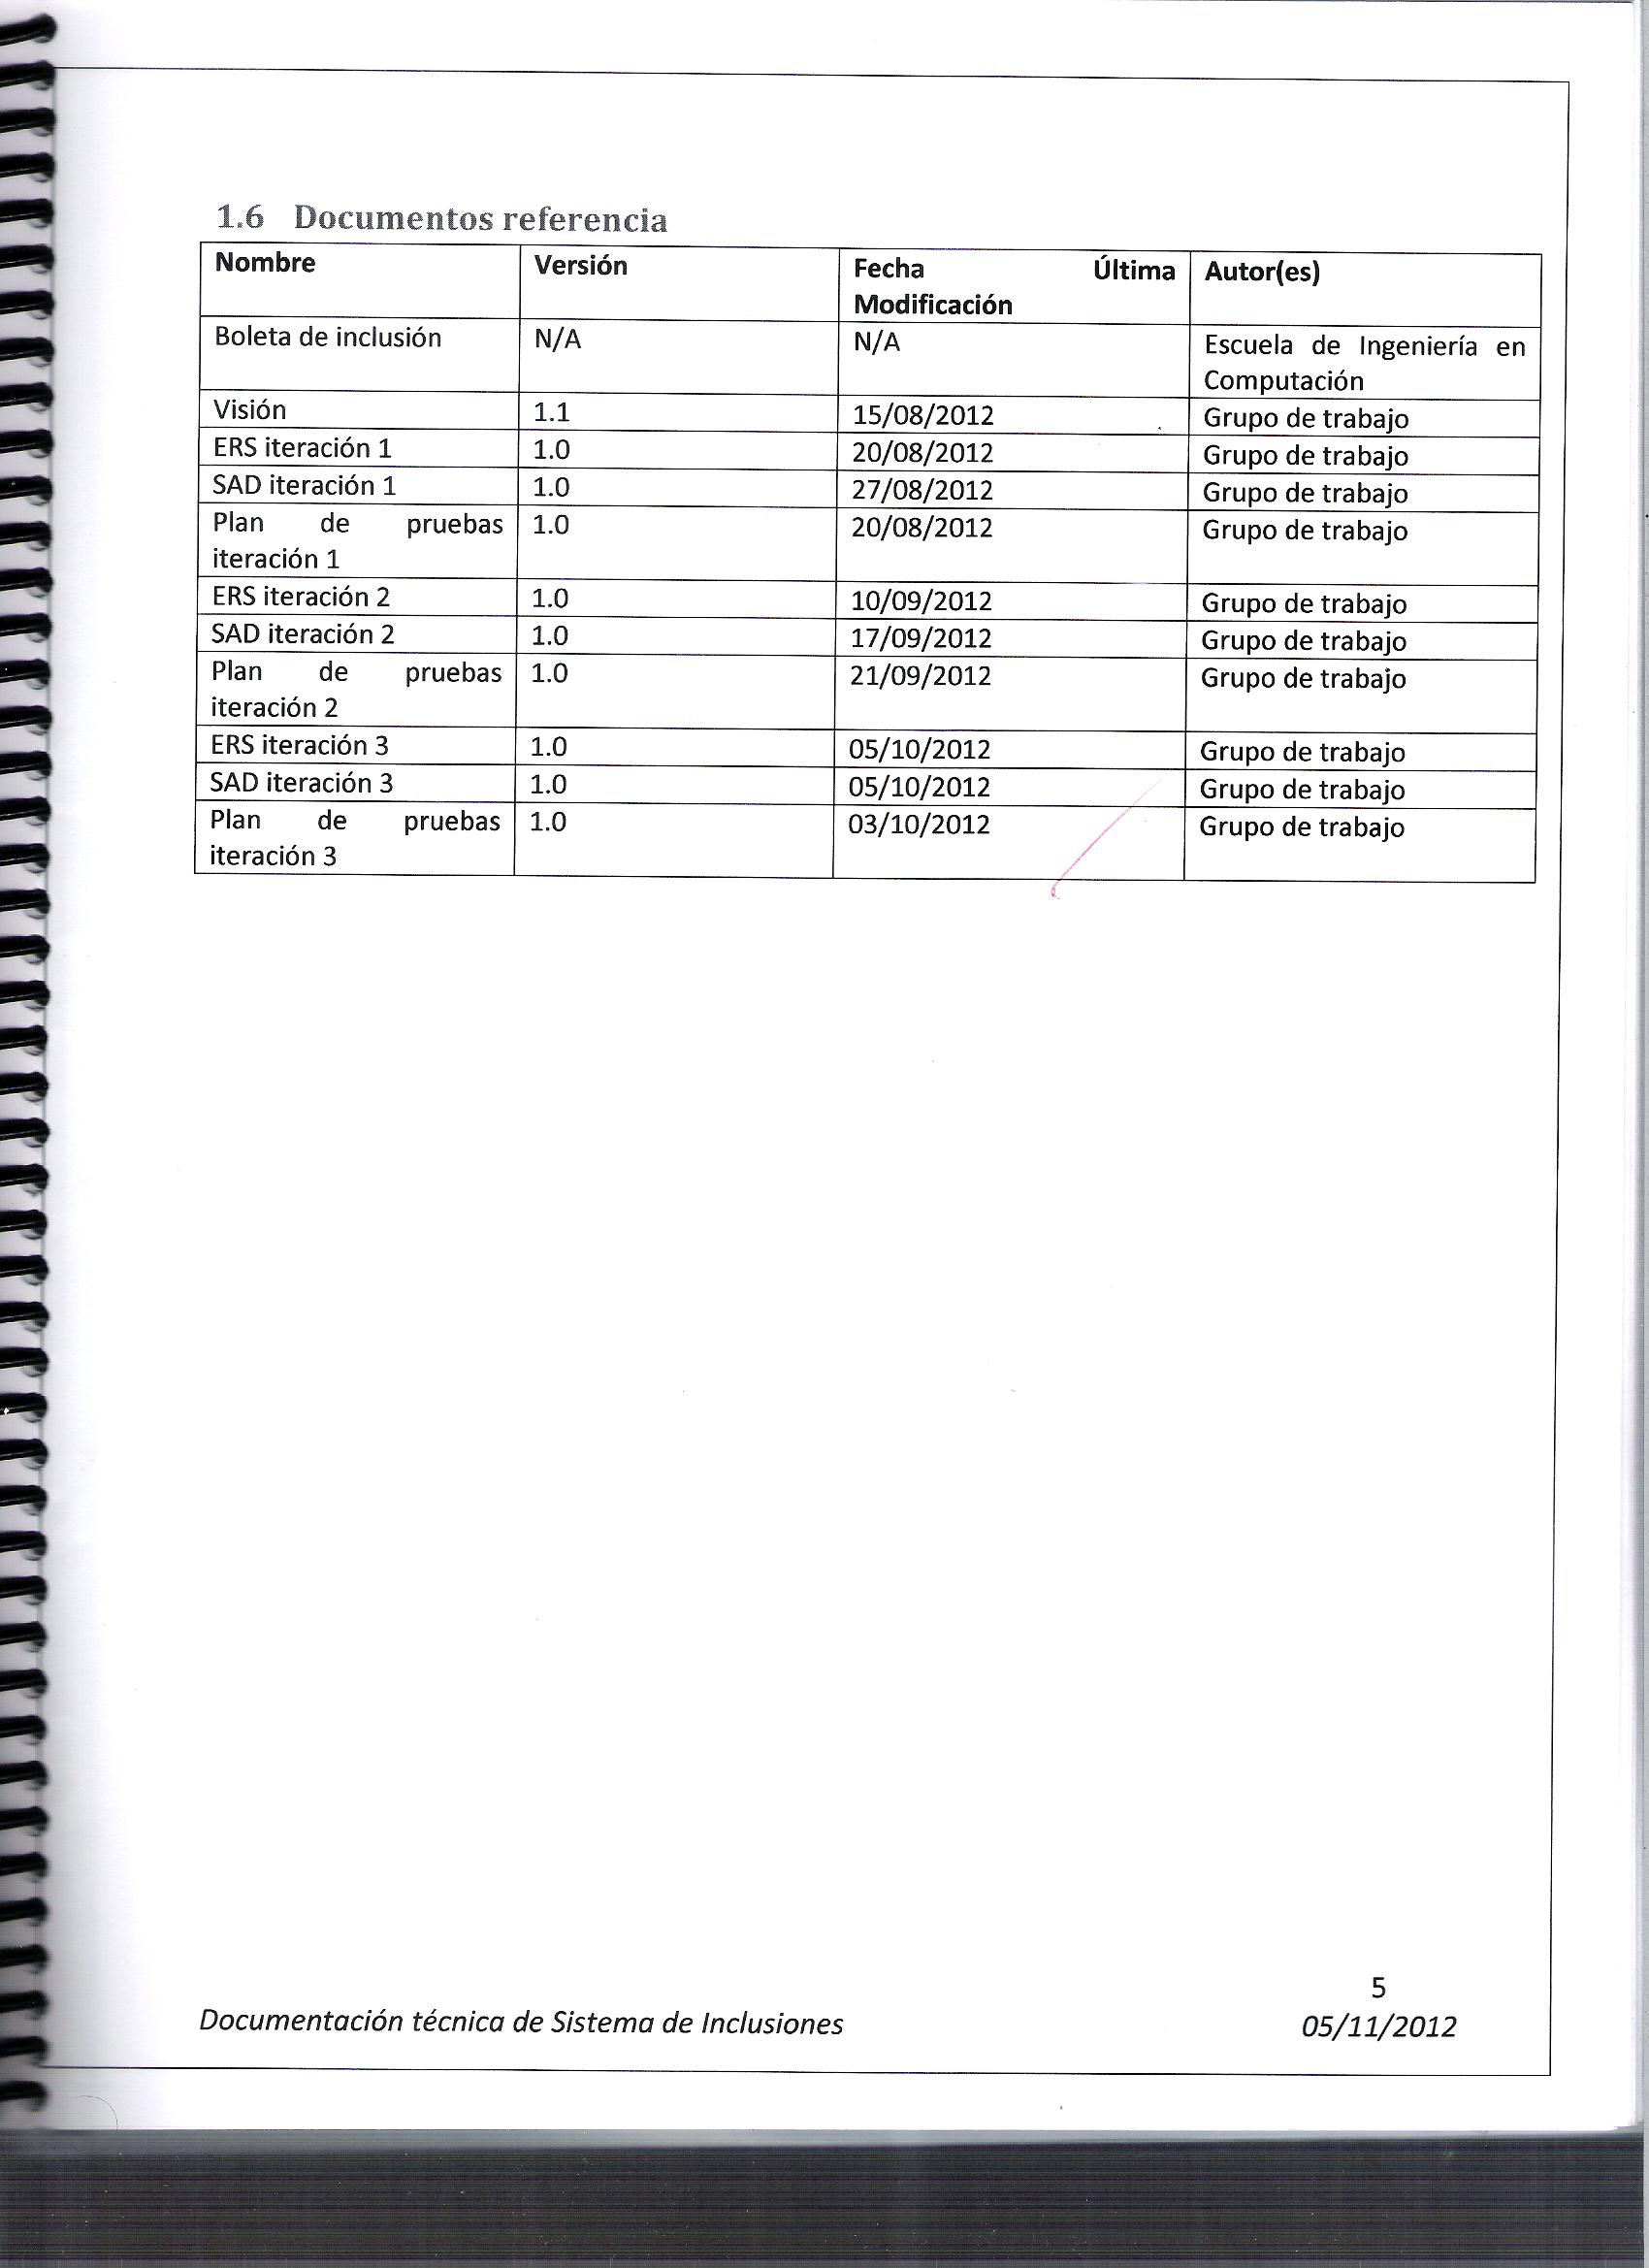 1.6 Documentos referencia
Nombre Versión Fecha Última Autor(es)
Modificación
Boleta de inclusión N/A N/A Escuela de Ingeniería en
Computación
Visión 1.1 15/08/2012 Grupo de trabajo
ERS iteración 1 1.0 20/08/2012 Grupo de trabajo
SAD iteración 1 1.0 27/08/2012 Grupo de trabajo
Plan de pruebas 1.0 20/08/2012 Grupo de trabajo
iteración 1
ERS iteración 2 1.0 10/09/2012 Grupo de trabajo
SAD iteración 2 1.0 17/09/2012 Grupo de trabajo
Plan de pruebas 1.0 21/09/2012 Grupo de trabajo
iteración 2
ERS iteración 3 1.0 05/10/2012 Grupo de trabajo
SAD iteración 3 1.0 05/10/2012 Grupo de trabajo
Plan de pruebas 1.0 03/10/2012 Grupo de trabajo
iteración 3
5
Documentación técnica de Sistema de Inclusiones 05/11/2012